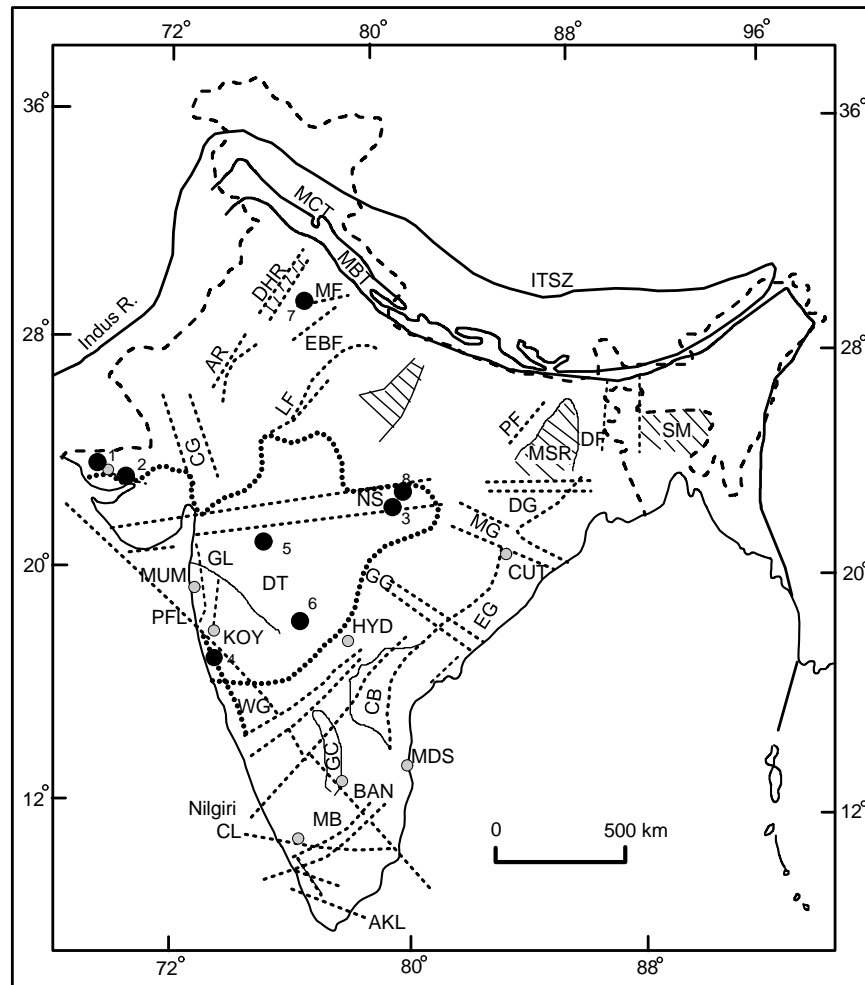 72° 80° 88° 96°
36° 36°
MCT
MBT
ITSZ
DHR
MF
7
Indus R.
28° 28°
EBF
AR
LF
PF
CG
MSR
DF
SM
1
2
8
NS
3
DG
MG
5
GL
DT
20° 20°
MUM
CUT
GG
PFL
6
EG
KOY
HYD
4
WG
CB
GC
MDS
BAN
12° 12°
Nilgiri
MB
CL
0 500 km
AKL
72° 80° 88°